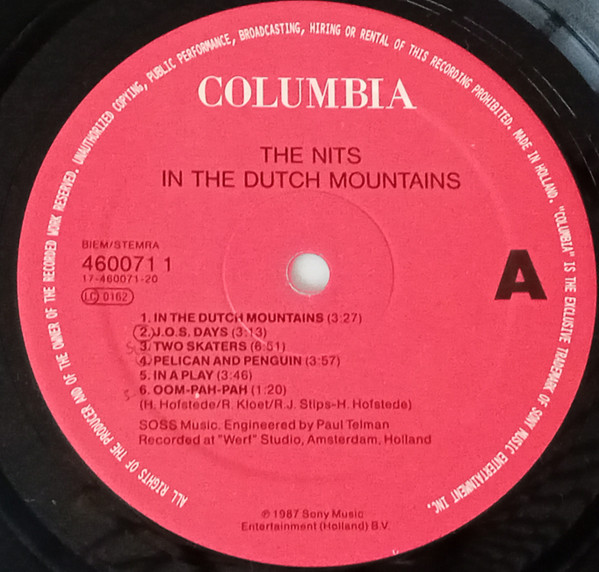 ALL RIGHTS OF THE PRODUCER AND OF THE OWNER OF THE RECORDED WORK RESERVED. UNAUTHORIZED COPYING, PUBLIC PERFORMANCE, BROADCASTING, HIRING OR RENTAL OF THIS RECORDING PROHIBITED. MADE IN HOLLAND. "COLUMBIA" IS THE EXCLUSIVE TRADEMARK OF SONY MUSIC ENTERTAINMENT INC.
COLUMBIA
THE NITS
IN THE DUTCH MOUNTAINS
BIEM/STEMRA
460071 1
17-460071-20
LC 0162
A
1. IN THE DUTCH MOUNTAINS (3:27)
2. J.O.S. DAYS (3:13)
3. TWO SKATERS (6:51)
4. PELICAN AND PENGUIN (3:57)
5. IN A PLAY (3:46)
6. OOM-PAH-PAH (1:20)
(H. Hofstede/R. Kloet/R.J. Stips-H. Hofstede)
SOSS Music. Engineered by Paul Telman
Recorded at "Werf" Studio, Amsterdam, Holland
℗ 1987 Sony Music
Entertainment (Holland) B.V.